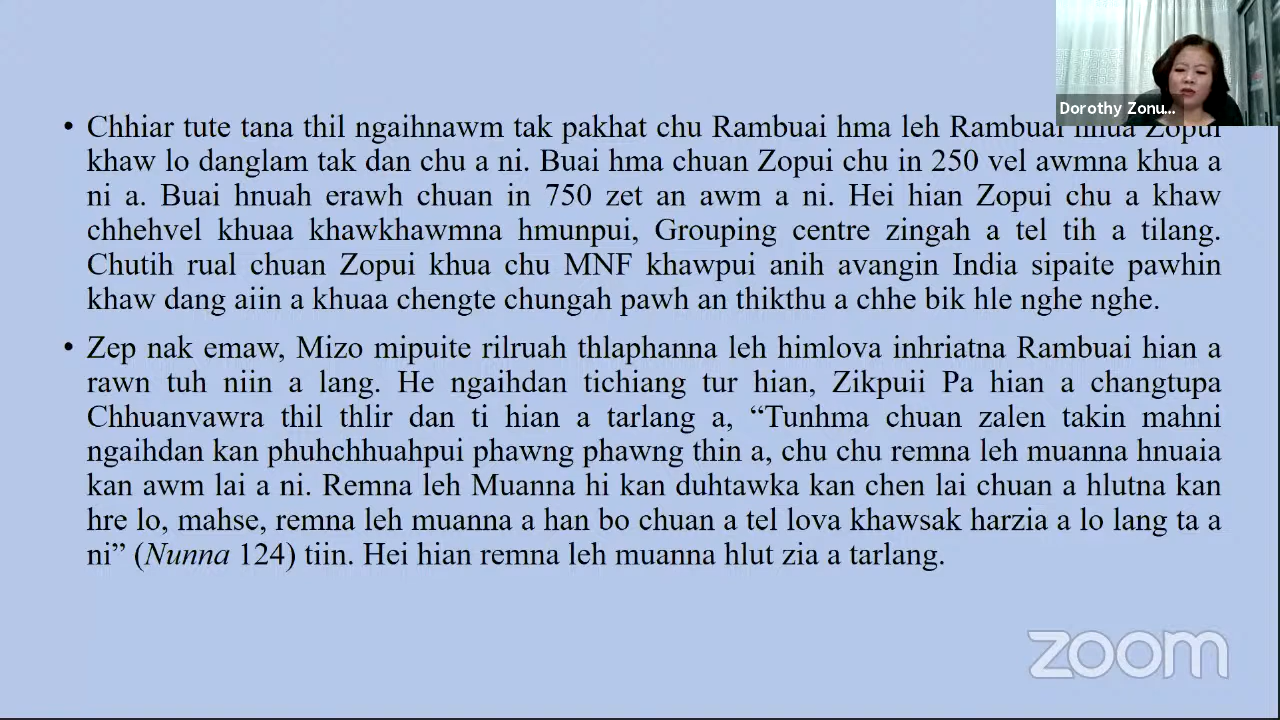 Dorothy Zonu...
• Chhiar tute tana thil ngaihnawm tak pakhat chu Rambuai hma leh Rambuai hnua Zopui
khaw lo danglam tak dan chu a ni. Buai hma chuan Zopui chu in 250 vel awmna khua a
ni a. Buai hnuah erawh chuan in 750 zet an awm a ni. Hei hian Zopui chu a khaw
chhehvel khuaa khawkhawmna hmunpui, Grouping centre zingah a tel tih a tilang.
Chutih rual chuan Zopui khua chu MNF khawpui anih avangin India sipaite pawhin
khaw dang aiin a khuaa chengte chungah pawh an thikthu a chhe bik hle nghe nghe.
• Zep nak emaw, Mizo mipuite rilruah thlaphanna leh himlova inhriatna Rambuai hian a
rawn tuh niin a lang. He ngaihdan tichiang tur hian, Zikpuii Pa hian a changtupa
Chhuanvawra thil thlir dan ti hian a tarlang a, “Tunhma chuan zalen takin mahni
ngaihdan kan phuhchhuahpui phawng phawng thin a, chu chu remna leh muanna hnuaia
kan awm lai a ni. Remna leh Muanna hi kan duhtawka kan chen lai chuan a hlutna kan
hre lo, mahse, remna leh muanna a han bo chuan a tel lova khawsak harzia a lo lang ta a
ni” (Nunna 124) tiin. Hei hian remna leh muanna hlut zia a tarlang.
zoom